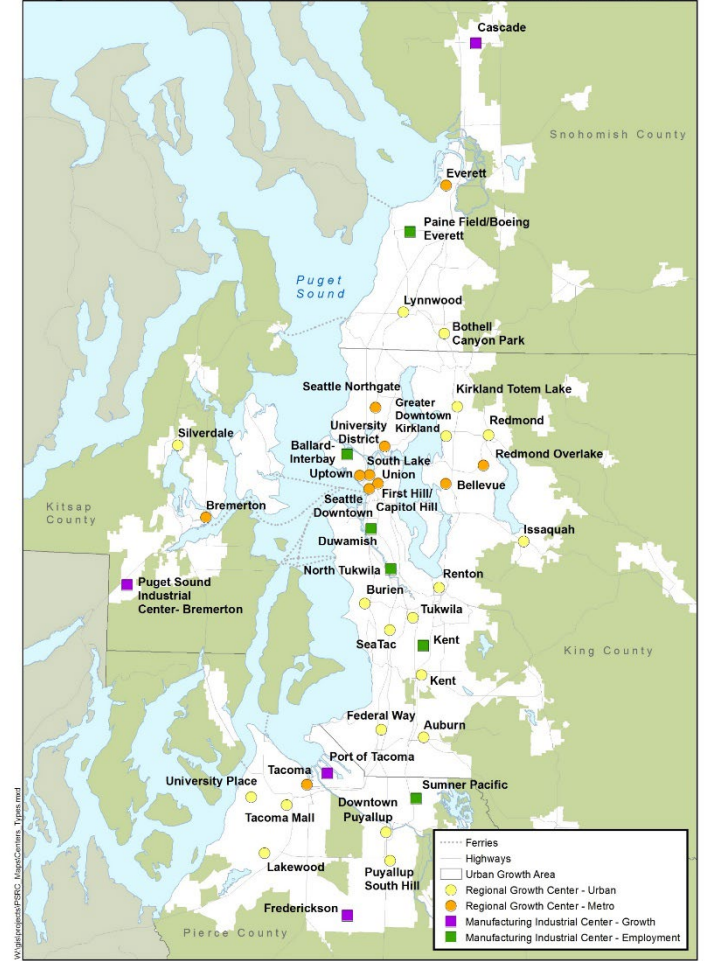 Cascade
Snohomish County
Everett
Paine Field/Boeing
Everett
Puget
Sound
Lynnwood
Bothell
Canyon Park
Seattle Northgate
Kirkland Totem Lake
Greater
Downtown
Kirkland
University
District
Redmond
Silverdale
Ballard-
Interbay
Redmond Overlake
Uptown
South Lake
Union
Bellevue
First Hill/
Capitol Hill
Seattle
Downtown
Bremerton
Kitsap
County
Issaquah
Duwamish
North Tukwila
Renton
Puget Sound
Industrial
Center- Bremerton
Burien
Tukwila
SeaTac
Kent
King County
Kent
Federal Way
Auburn
Port of Tacoma
Tacoma
University Place
Sumner Pacific
Tacoma Mall
Downtown
Puyallup
Lakewood
Puyallup
South Hill
Frederickson
Pierce County
Ferries
Highways
Urban Growth Area
Regional Growth Center - Urban
Regional Growth Center - Metro
Manufacturing Industrial Center - Growth
Manufacturing Industrial Center - Employment
W:\gis\projects\PSRC_Maps\Centers_Types.mxd